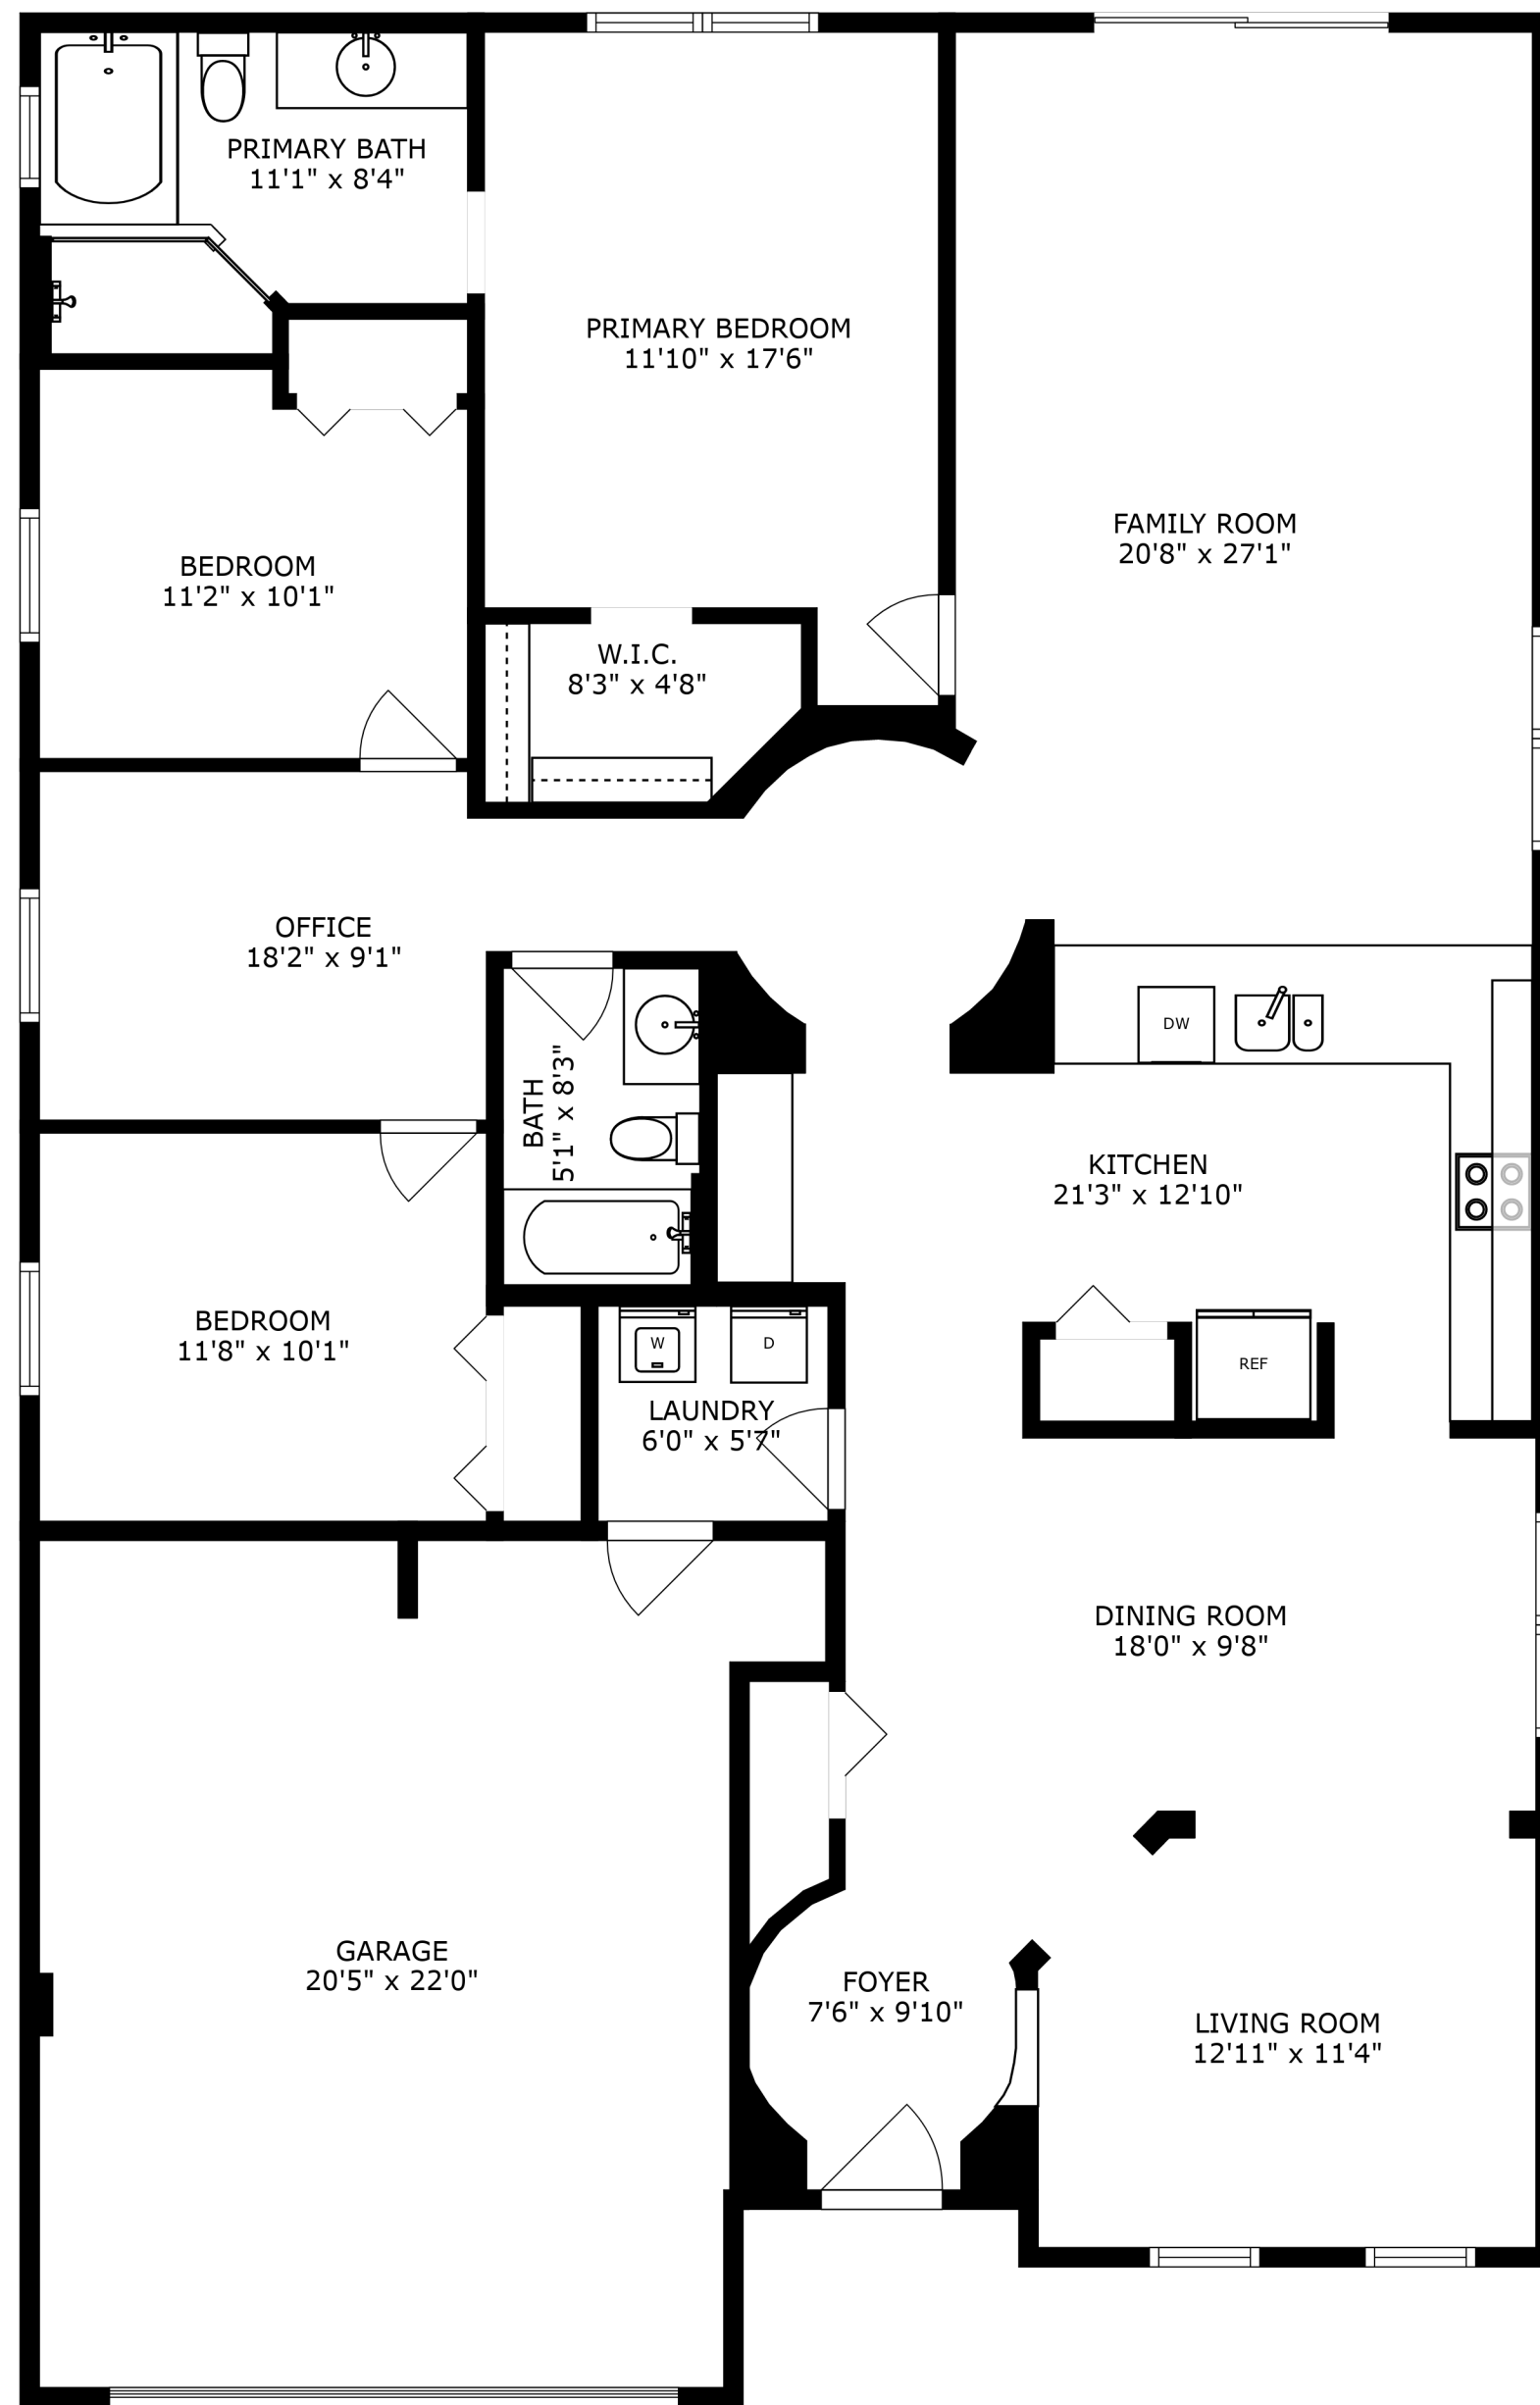 PRIMARY BATH
11'1" x 8'4"
PRIMARY BEDROOM
11'10" x 17'6"
FAMILY ROOM
20'8" x 27'1"
BEDROOM
11'2" x 10'1"
W.I.C.
8'3" x 4'8"
OFFICE
18'2" x 9'1"
DW
BATH
5'1" x 8'3"
KITCHEN
21'3" x 12'10"
BEDROOM
11'8" x 10'1"
W
D
REF
LAUNDRY
6'0" x 5'7"
DINING ROOM
18'0" x 9'8"
GARAGE
20'5" x 22'0"
FOYER
7'6" x 9'10"
LIVING ROOM
12'11" x 11'4"